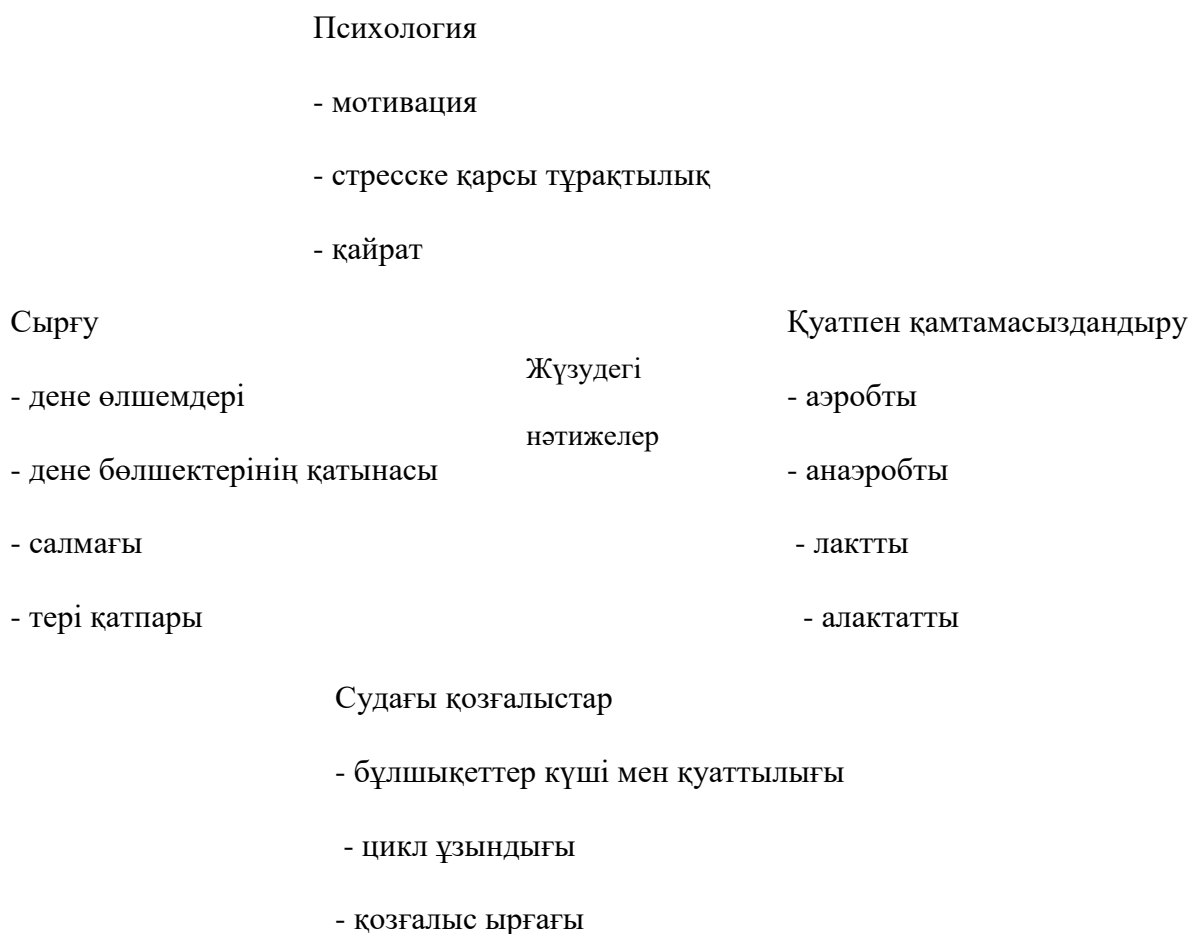 Психология
- мотивация
- стресске қарсы тұрақтылық
- қайрат
Сырғу
- дене өлшемдері
- дене бөлшектерінің қатынасы
- салмағы
- тері қатпары
Жүзудегі
нәтижелер
Қуатпен қамтамасыздандыру
- аэробты
- анаэробты
- лактты
- алактатты
Судағы қозғалыстар
- бұлшықеттер күші мен қуаттылығы
- цикл ұзындығы
- қозғалыс ырғағы